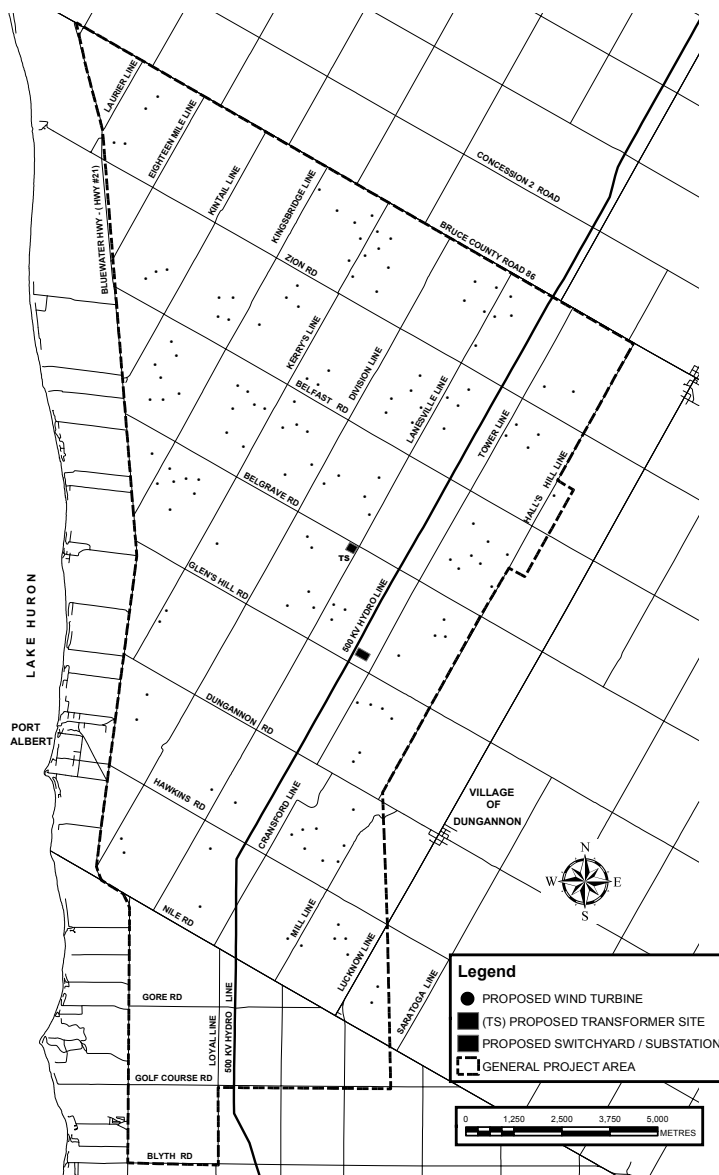 LAURIER LINE
EIGHTEEN MILE LINE
BLUEWATER HWY - ( HWY #21)
KINTAIL LINE
KINGSBRIDGE LINE
CONCESSION 2 ROAD
BRUCE COUNTY ROAD 86
ZION RD
KERRY'S LINE
DIVISION LINE
BELFAST RD
LANESVILLE LINE
TOWER LINE
HALL'S HILL LINE
BELGRAVE RD
TS
GLEN'S HILL RD
500 KV HYDRO LINE
LAKE HURON
DUNGANNON RD
PORT
ALBERT
HAWKINS RD
CRANSFORD LINE
VILLAGE
OF
DUNGANNON
N
W
E
S
NILE RD
MILL LINE
LUCKNOW LINE
SARATOGA LINE
GORE RD
LOYAL LINE
500 KV HYDRO LINE
GOLF COURSE RD
BLYTH RD
Legend
PROPOSED WIND TURBINE
(TS) PROPOSED TRANSFORMER SITE
PROPOSED SWITCHYARD / SUBSTATION
GENERAL PROJECT AREA
0 1,250 2,500 3,750 5,000
METRES